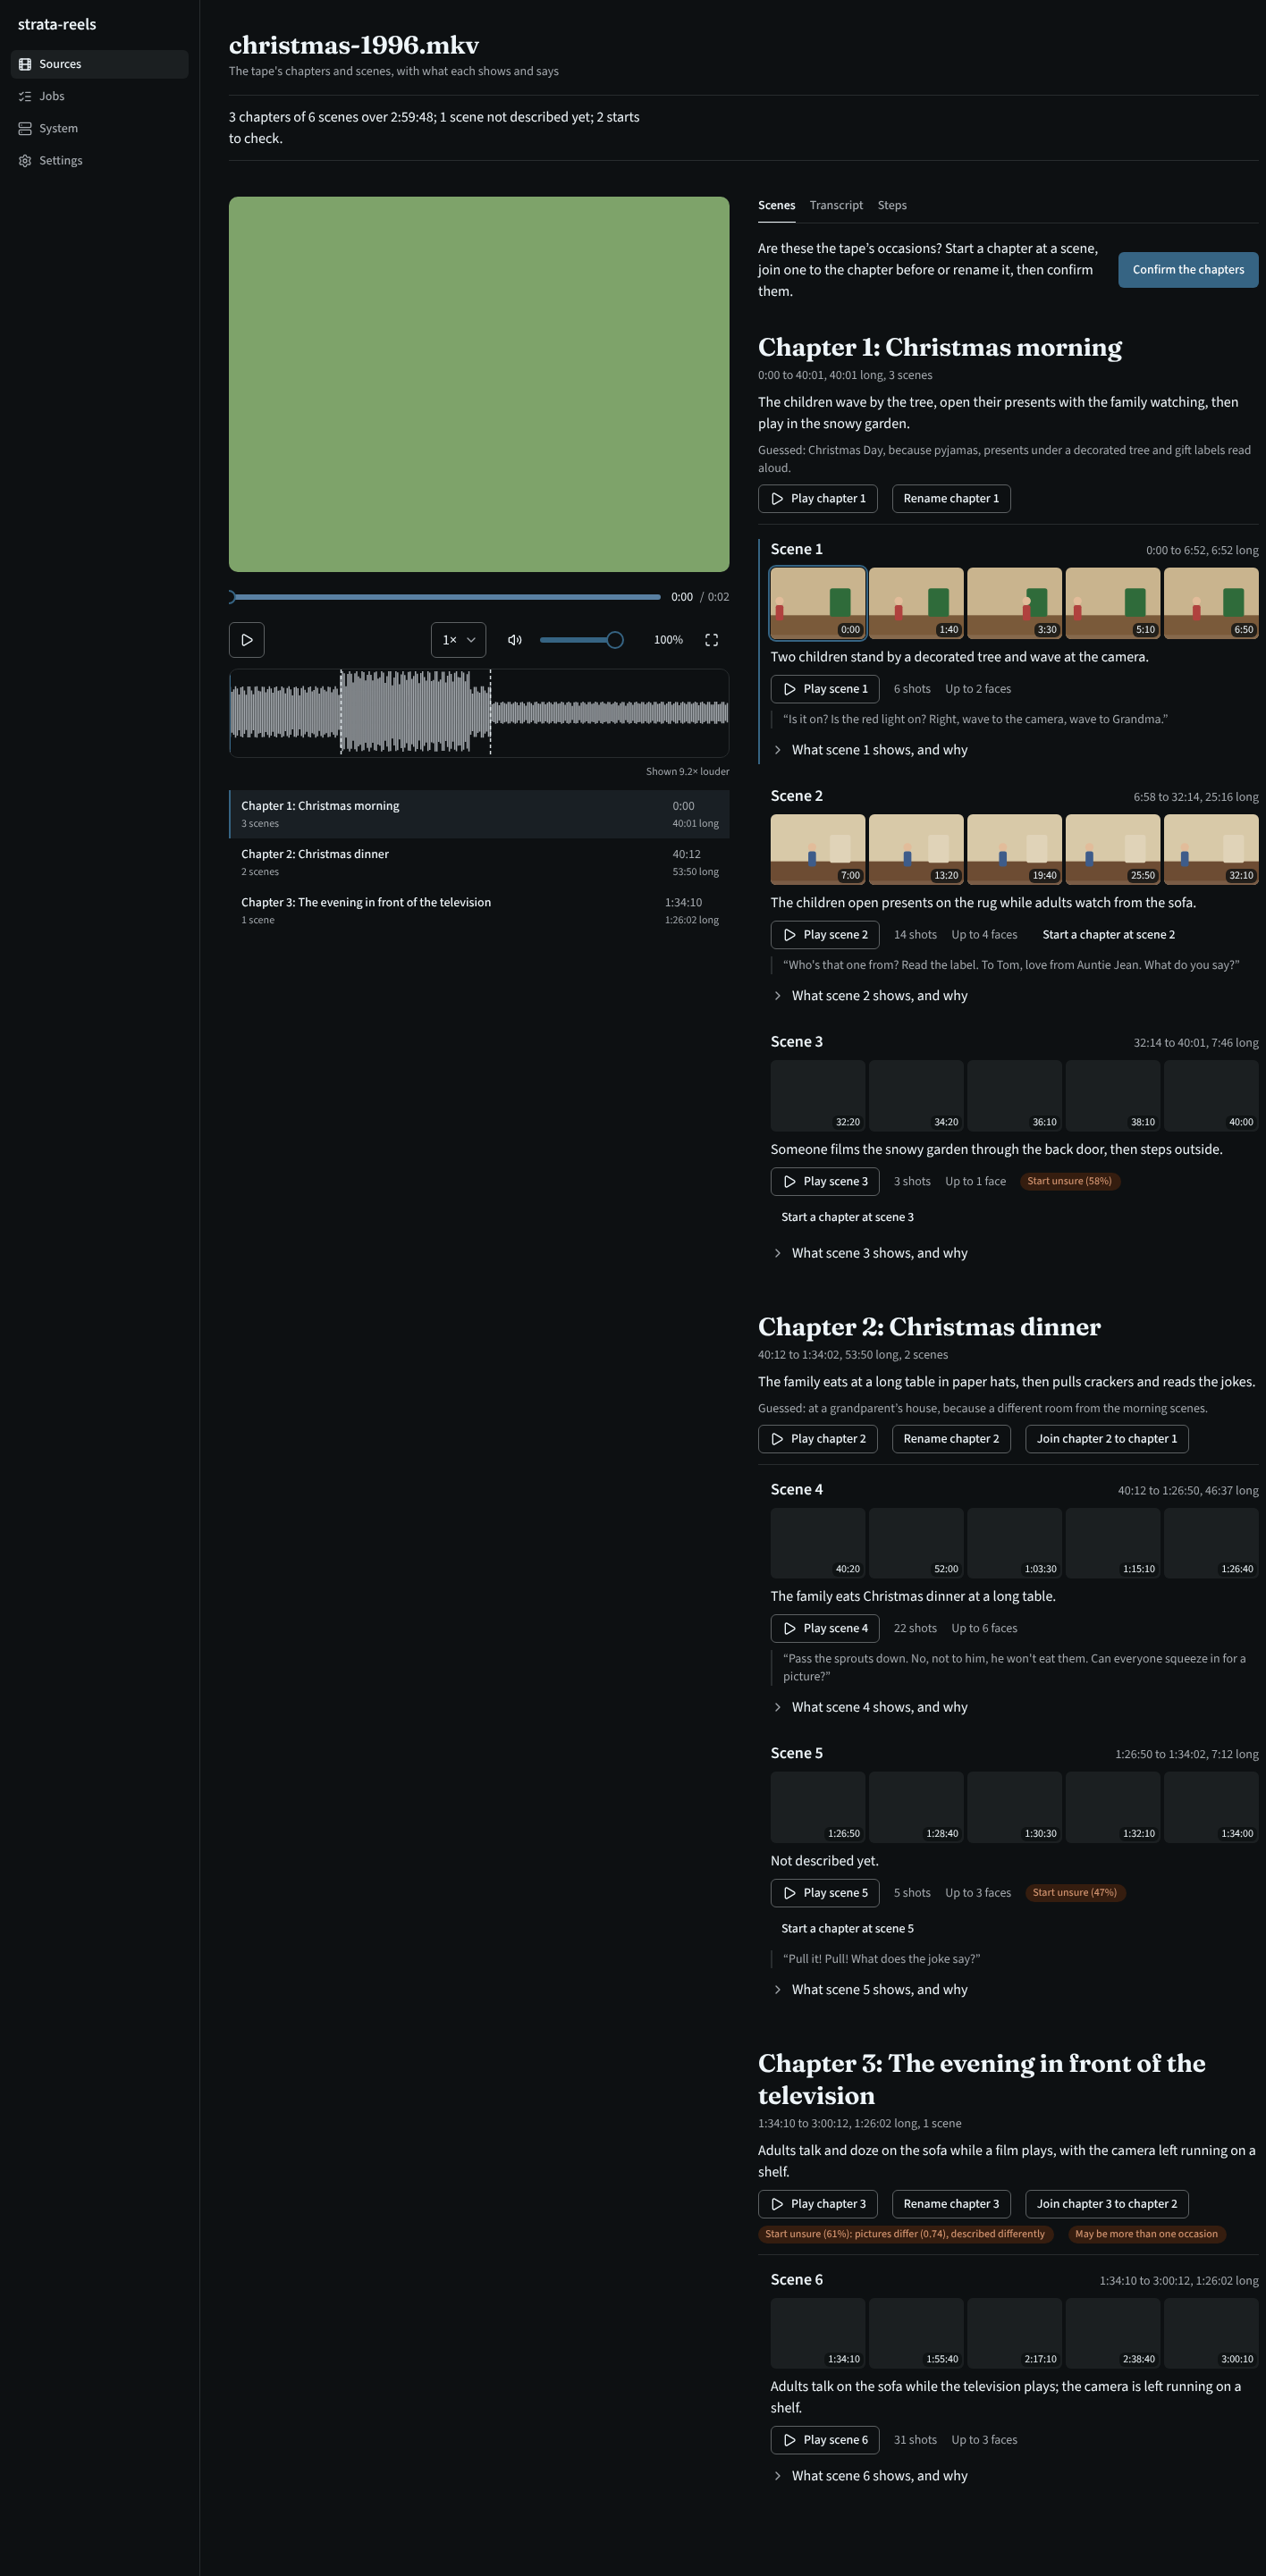 strata-reels
Sources
Jobs
System
Settings
christmas-1996.mkv
The tape's chapters and scenes, with what each shows and says
3 chapters of 6 scenes over 2:59:48; 1 scene not described yet; 2 starts
to check.
0:00 / 0:02
1×
100%
Shown 9.2× louder
Chapter 1: Christmas morning 0:00
3 scenes 40:01 long
Chapter 2: Christmas dinner 40:12
2 scenes 53:50 long
Chapter 3: The evening in front of the television 1:34:10
1 scene 1:26:02 long
Scenes Transcript Steps
Are these the tape’s occasions? Start a chapter at a scene,
join one to the chapter before or rename it, then confirm
them.
Confirm the chapters
Chapter 1: Christmas morning
0:00 to 40:01, 40:01 long, 3 scenes
The children wave by the tree, open their presents with the family watching, then
play in the snowy garden.
Guessed: Christmas Day, because pyjamas, presents under a decorated tree and gift labels read
aloud.
Play chapter 1 Rename chapter 1
Scene 1 0:00 to 6:52, 6:52 long
0:00 1:40 3:30 5:10 6:50
Two children stand by a decorated tree and wave at the camera.
Play scene 1 6 shots Up to 2 faces
“Is it on? Is the red light on? Right, wave to the camera, wave to Grandma.”
What scene 1 shows, and why
Scene 2 6:58 to 32:14, 25:16 long
7:00 13:20 19:40 25:50 32:10
The children open presents on the rug while adults watch from the sofa.
Play scene 2 14 shots Up to 4 faces Start a chapter at scene 2
“Who's that one from? Read the label. To Tom, love from Auntie Jean. What do you say?”
What scene 2 shows, and why
Scene 3 32:14 to 40:01, 7:46 long
32:20 34:20 36:10 38:10 40:00
Someone films the snowy garden through the back door, then steps outside.
Play scene 3 3 shots Up to 1 face Start unsure (58%)
Start a chapter at scene 3
What scene 3 shows, and why
Chapter 2: Christmas dinner
40:12 to 1:34:02, 53:50 long, 2 scenes
The family eats at a long table in paper hats, then pulls crackers and reads the jokes.
Guessed: at a grandparent’s house, because a different room from the morning scenes.
Play chapter 2 Rename chapter 2 Join chapter 2 to chapter 1
Scene 4 40:12 to 1:26:50, 46:37 long
40:20 52:00 1:03:30 1:15:10 1:26:40
The family eats Christmas dinner at a long table.
Play scene 4 22 shots Up to 6 faces
“Pass the sprouts down. No, not to him, he won't eat them. Can everyone squeeze in for a
picture?”
What scene 4 shows, and why
Scene 5 1:26:50 to 1:34:02, 7:12 long
1:26:50 1:28:40 1:30:30 1:32:10 1:34:00
Not described yet.
Play scene 5 5 shots Up to 3 faces Start unsure (47%)
Start a chapter at scene 5
“Pull it! Pull! What does the joke say?”
What scene 5 shows, and why
Chapter 3: The evening in front of the
television
1:34:10 to 3:00:12, 1:26:02 long, 1 scene
Adults talk and doze on the sofa while a film plays, with the camera left running on a
shelf.
Play chapter 3 Rename chapter 3 Join chapter 3 to chapter 2
Start unsure (61%): pictures differ (0.74), described differently May be more than one occasion
Scene 6 1:34:10 to 3:00:12, 1:26:02 long
1:34:10 1:55:40 2:17:10 2:38:40 3:00:10
Adults talk on the sofa while the television plays; the camera is left running on a
shelf.
Play scene 6 31 shots Up to 3 faces
What scene 6 shows, and why